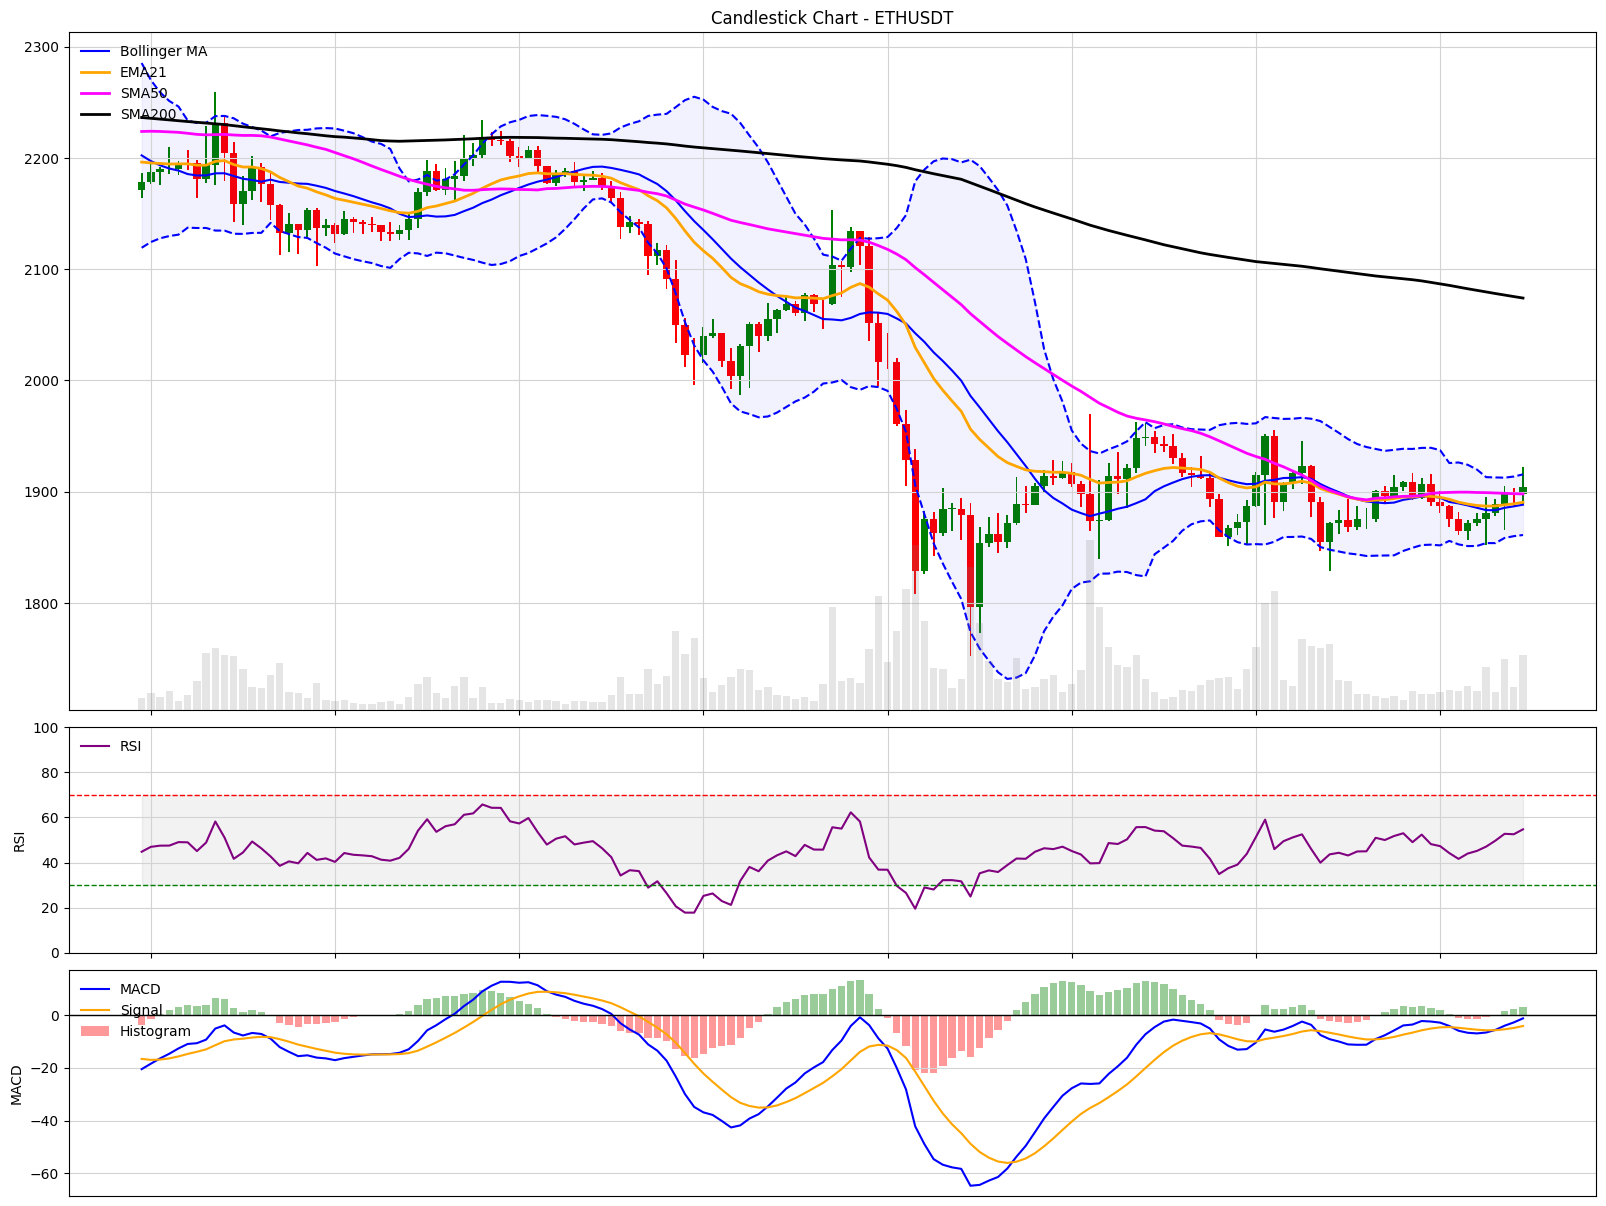 Candlestick Chart - ETHUSDT
Bollinger MA
EMA21
SMA50
SMA200
2300
2200
2100
2000
1900
1800
RSI
RSI
100
80
60
40
20
0
MACD
Signal
Histogram
MACD
0
−20
−40
−60